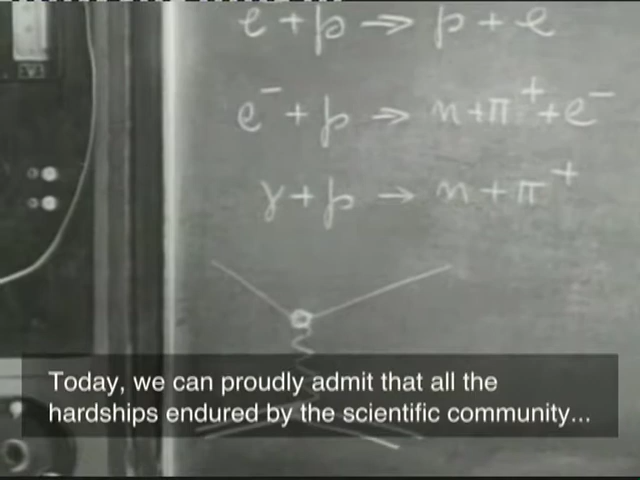 e + p → p + e
e⁻ + p → n + π⁺ + e⁻
γ + p → n + π⁺
Today, we can proudly admit that all the
hardships endured by the scientific community...